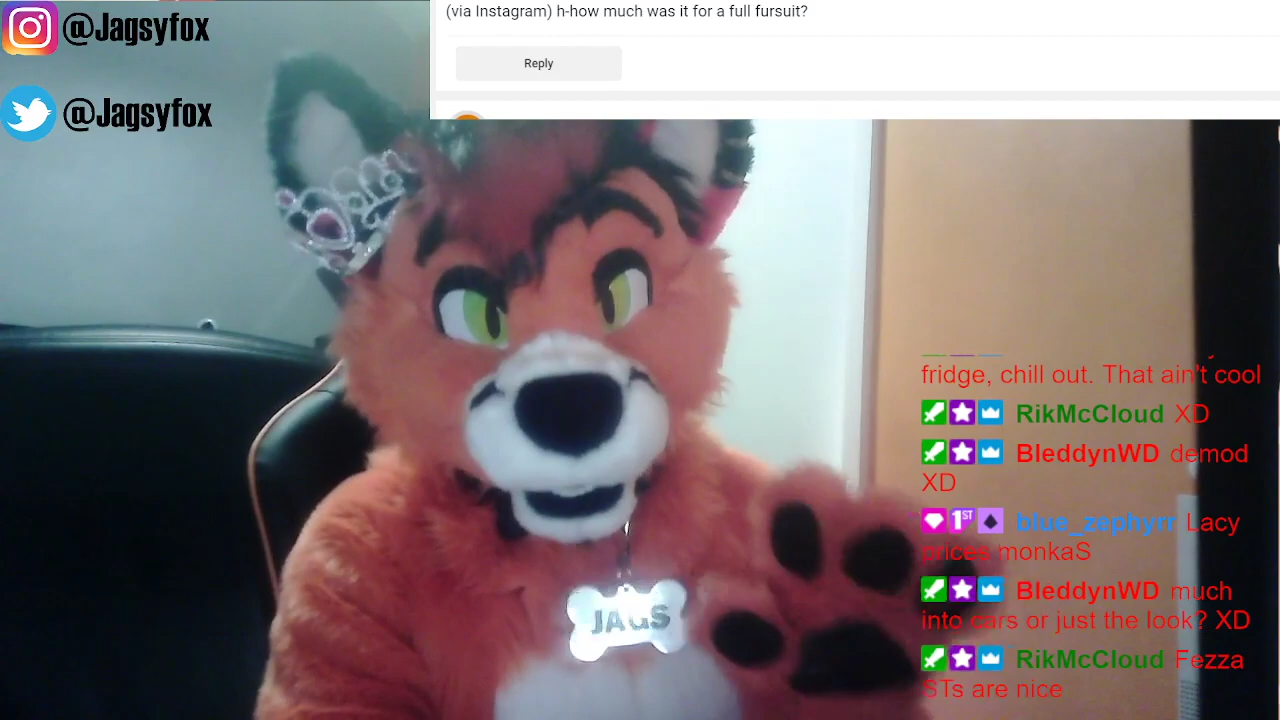 @Jagsyfox
@Jagsyfox
(via Instagram) h-how much was it for a full fursuit?
Reply
JAGS
fridge, chill out. That ain't cool
RikMcCloud XD
BleddynWD demod
XD
1ST blue_zephyrr Lacy
prices monkaS
BleddynWD much
into cars or just the look? XD
RikMcCloud Fezza
STs are nice